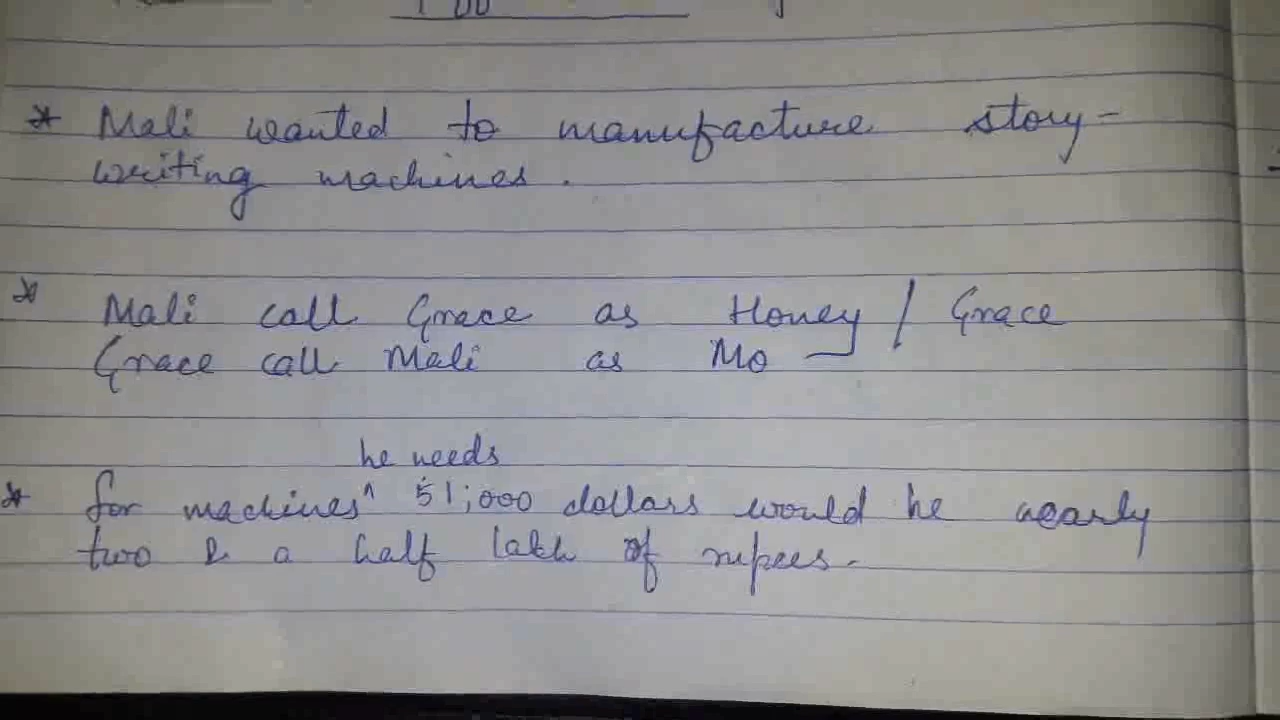 * Mali wanted to manufacture story-
writing machines.
* Mali call Grace as Honey / Grace
Grace call Mali as Mo
he needs
* for machines^ 51,000 dollars would be nearly
two & a half lakh of rupees.